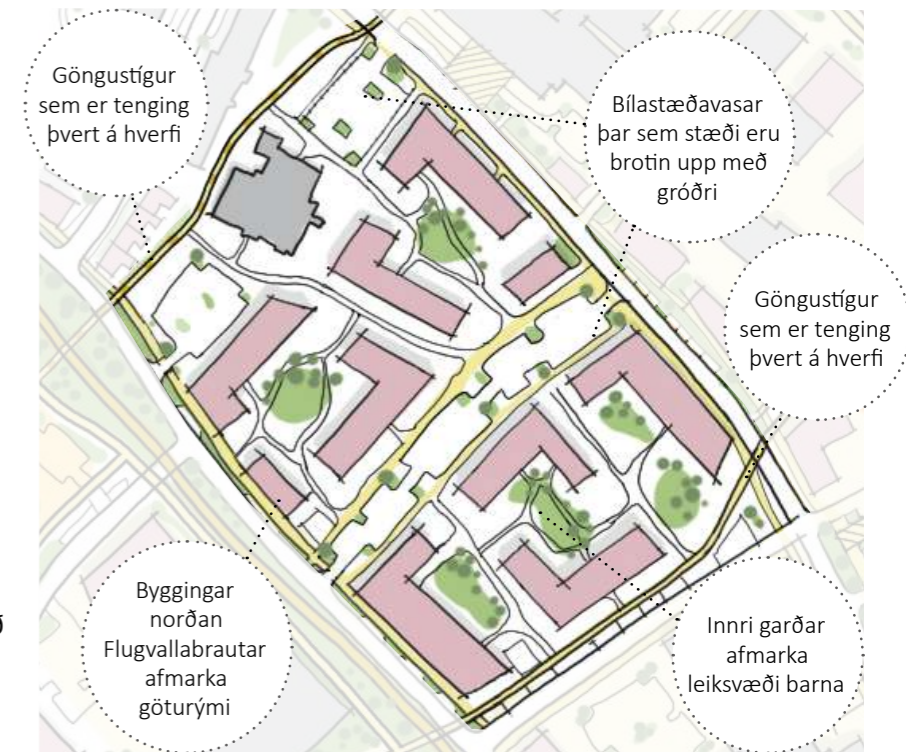 Göngustígur
sem er tenging
þvert á hverfi
Bílastæðavasar
þar sem stæði eru
brotin upp með
gróðri
Göngustígur
sem er tenging
þvert á hverfi
Byggingar
norðan
Flugvallabrautar
afmarka
göturými
Innri garðar
afmarka
leiksvæði barna
ð